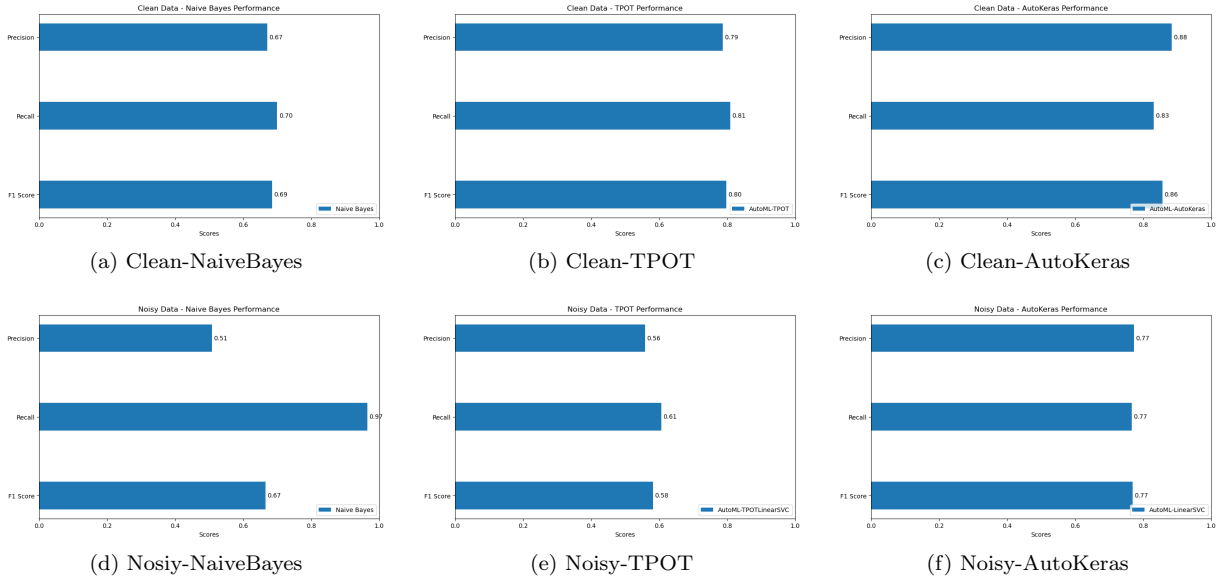 Clean Data - Naive Bayes Performance
Precision
0.67
Recall
0.70
F1 Score
0.69
Naive Bayes
0.0 0.2 0.4 0.6 0.8 1.0
Scores
(a) Clean-NaiveBayes
Clean Data - TPOT Performance
Precision
0.79
Recall
0.81
F1 Score
0.80
AutoML-TPOT
0.0 0.2 0.4 0.6 0.8 1.0
Scores
(b) Clean-TPOT
Clean Data - AutoKeras Performance
Precision
0.88
Recall
0.83
F1 Score
0.86
AutoML-AutoKeras
0.0 0.2 0.4 0.6 0.8 1.0
Scores
(c) Clean-AutoKeras
Noisy Data - Naive Bayes Performance
Precision
0.51
Recall
0.97
F1 Score
0.67
Naive Bayes
0.0 0.2 0.4 0.6 0.8 1.0
Scores
(d) Nosiy-NaiveBayes
Noisy Data - TPOT Performance
Precision
0.56
Recall
0.61
F1 Score
0.58
AutoML-TPOTLinearSVC
0.0 0.2 0.4 0.6 0.8 1.0
Scores
(e) Noisy-TPOT
Noisy Data - AutoKeras Performance
Precision
0.77
Recall
0.77
F1 Score
0.77
AutoML-LinearSVC
0.0 0.2 0.4 0.6 0.8 1.0
Scores
(f) Noisy-AutoKeras